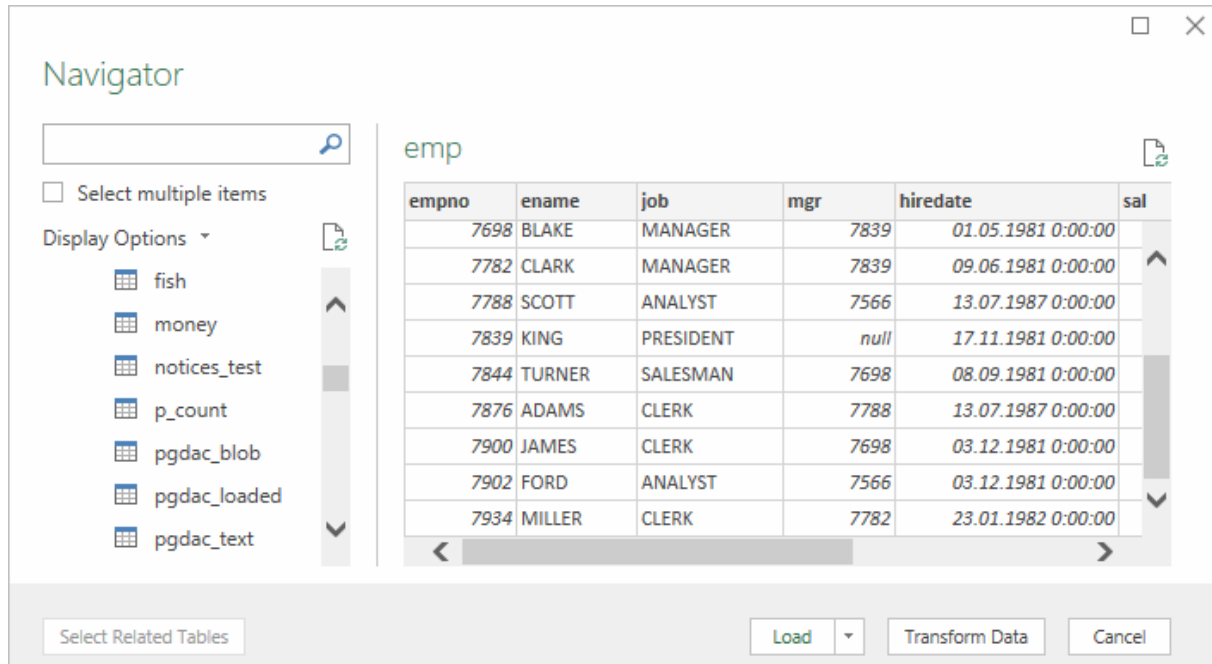 Navigator
Select multiple items
Display Options
fish
money
notices_test
p_count
pgdac_blob
pgdac_loaded
pgdac_text
emp
empno ename job mgr hiredate sal
7698 BLAKE MANAGER 7839 01.05.1981 0:00:00
7782 CLARK MANAGER 7839 09.06.1981 0:00:00
7788 SCOTT ANALYST 7566 13.07.1987 0:00:00
7839 KING PRESIDENT null 17.11.1981 0:00:00
7844 TURNER SALESMAN 7698 08.09.1981 0:00:00
7876 ADAMS CLERK 7788 13.07.1987 0:00:00
7900 JAMES CLERK 7698 03.12.1981 0:00:00
7902 FORD ANALYST 7566 03.12.1981 0:00:00
7934 MILLER CLERK 7782 23.01.1982 0:00:00
Select Related Tables Load Transform Data Cancel